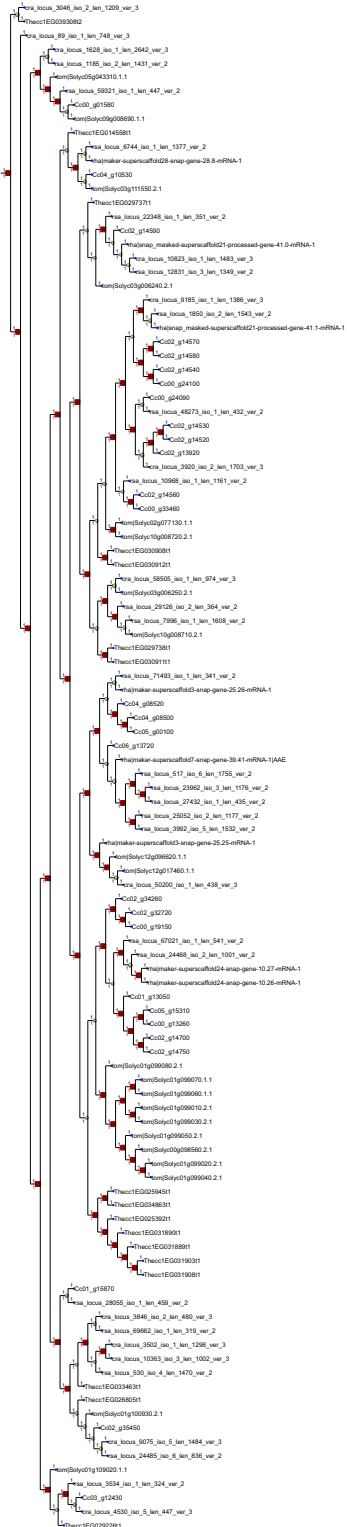 cra_locus_3046_iso_2_len_1209_ver_3
Thecc1EG039308t2
cra_locus_89_iso_1_len_748_ver_3
cra_locus_1628_iso_1_len_2642_ver_3
rsa_locus_1185_iso_2_len_1431_ver_2
tom|Solyc05g043310.1.1
rsa_locus_59321_iso_1_len_447_ver_2
Cc00_g01580
tom|Solyc09g008690.1.1
Thecc1EG014558t1
rsa_locus_6744_iso_1_len_1377_ver_2
rha|maker-superscaffold28-snap-gene-28.8-mRNA-1
Cc04_g10530
tom|Solyc03g111550.2.1
Thecc1EG029737t1
rsa_locus_22348_iso_1_len_351_ver_2
Cc02_g14590
rha|snap_masked-superscaffold21-processed-gene-41.0-mRNA-1
cra_locus_10823_iso_1_len_1483_ver_3
rsa_locus_12831_iso_3_len_1349_ver_2
tom|Solyc03g006240.2.1
cra_locus_9185_iso_1_len_1386_ver_3
rsa_locus_1850_iso_2_len_1543_ver_2
rha|snap_masked-superscaffold21-processed-gene-41.1-mRNA-1
Cc02_g14570
Cc02_g14580
Cc02_g14540
Cc00_g24100
Cc00_g24090
rsa_locus_48273_iso_1_len_432_ver_2
Cc02_g14530
Cc02_g14520
Cc02_g13920
cra_locus_3920_iso_2_len_1703_ver_3
rsa_locus_10968_iso_1_len_1161_ver_2
Cc02_g14560
Cc00_g33460
tom|Solyc02g077130.1.1
tom|Solyc10g008720.2.1
Thecc1EG030908t1
Thecc1EG030912t1
cra_locus_58505_iso_1_len_974_ver_3
tom|Solyc03g006250.2.1
rsa_locus_29126_iso_2_len_364_ver_2
rsa_locus_7996_iso_1_len_1608_ver_2
tom|Solyc10g008710.2.1
Thecc1EG029738t1
Thecc1EG030911t1
rsa_locus_71493_iso_1_len_341_ver_2
rha|maker-superscaffold3-snap-gene-25.26-mRNA-1
Cc04_g08520
Cc04_g08500
Cc05_g00100
Cc06_g13720
rha|maker-superscaffold7-snap-gene-39.41-mRNA-1|AAE
rsa_locus_517_iso_6_len_1755_ver_2
rsa_locus_23962_iso_3_len_1176_ver_2
rsa_locus_27432_iso_1_len_435_ver_2
rsa_locus_25052_iso_2_len_1177_ver_2
rsa_locus_3992_iso_5_len_1532_ver_2
rha|maker-superscaffold3-snap-gene-25.25-mRNA-1
tom|Solyc12g096620.1.1
tom|Solyc12g017460.1.1
cra_locus_50200_iso_1_len_438_ver_3
Cc02_g34260
Cc02_g32720
Cc00_g19150
rsa_locus_67021_iso_1_len_541_ver_2
rsa_locus_24468_iso_2_len_1001_ver_2
rha|maker-superscaffold24-snap-gene-10.27-mRNA-1
rha|maker-superscaffold24-snap-gene-10.26-mRNA-1
Cc01_g13050
Cc05_g15310
Cc00_g13260
Cc02_g14700
Cc02_g14750
tom|Solyc01g099080.2.1
tom|Solyc01g099070.1.1
tom|Solyc01g099060.1.1
tom|Solyc01g099010.2.1
tom|Solyc01g099030.2.1
tom|Solyc01g099050.2.1
tom|Solyc00g098560.2.1
tom|Solyc01g099020.2.1
tom|Solyc01g099040.2.1
Thecc1EG025945t1
Thecc1EG034863t1
Thecc1EG025392t1
Thecc1EG031890t1
Thecc1EG031889t1
Thecc1EG031903t1
Thecc1EG031908t1
Cc01_g15870
rsa_locus_28055_iso_1_len_459_ver_2
cra_locus_3846_iso_2_len_480_ver_3
rsa_locus_69662_iso_1_len_319_ver_2
cra_locus_3502_iso_1_len_1298_ver_3
cra_locus_10363_iso_3_len_1002_ver_3
rsa_locus_530_iso_4_len_1470_ver_2
Thecc1EG033463t1
Thecc1EG026805t1
tom|Solyc01g100930.2.1
Cc02_g35450
cra_locus_9075_iso_5_len_1484_ver_3
rsa_locus_24485_iso_6_len_836_ver_2
tom|Solyc01g109020.1.1
rsa_locus_3534_iso_1_len_324_ver_2
Cc03_g12430
cra_locus_4530_iso_5_len_447_ver_3